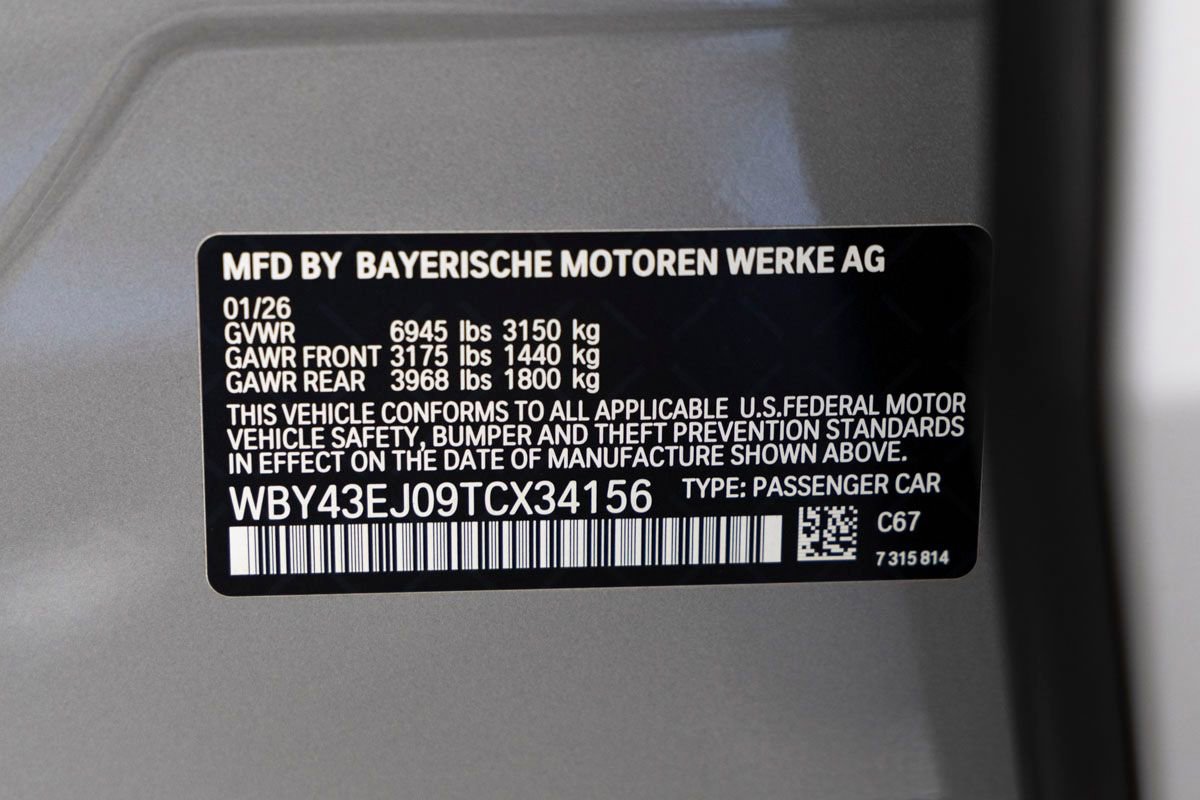 MFD BY BAYERISCHE MOTOREN WERKE AG
01/26
GVWR 6945 lbs 3150 kg
GAWR FRONT 3175 lbs 1440 kg
GAWR REAR 3968 lbs 1800 kg
THIS VEHICLE CONFORMS TO ALL APPLICABLE U.S.FEDERAL MOTOR
VEHICLE SAFETY, BUMPER AND THEFT PREVENTION STANDARDS
IN EFFECT ON THE DATE OF MANUFACTURE SHOWN ABOVE.
WBY43EJ09TCX34156 TYPE: PASSENGER CAR
C67
7 315 814